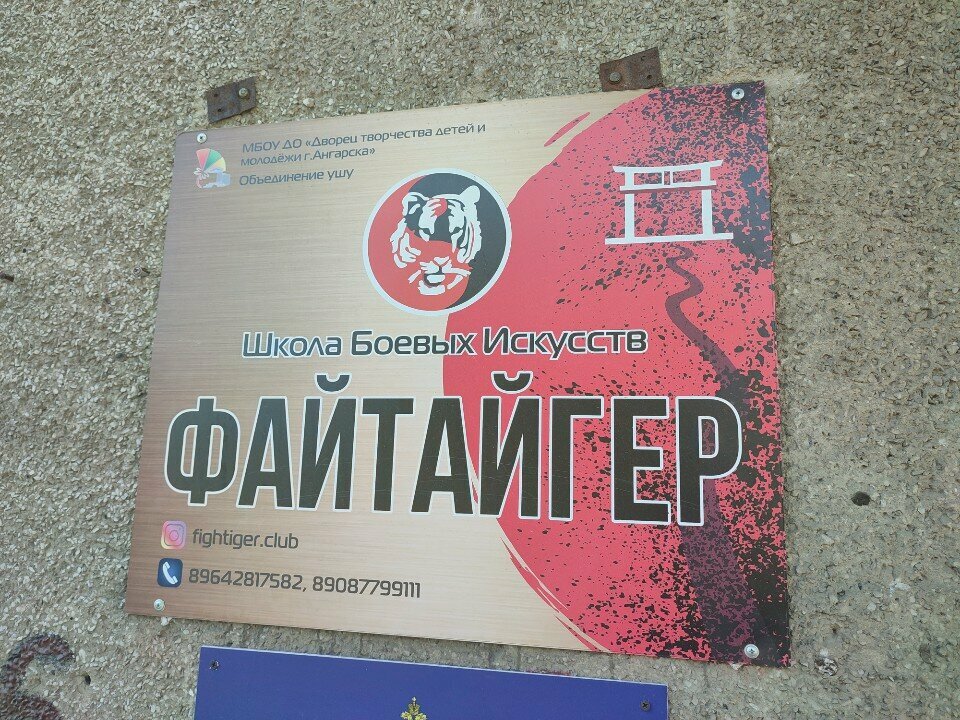 МБОУ ДО «Дворец творчества детей и
молодёжи г.Ангарска»
Объединение ушу
Школа Боевых Искусств
ФАЙТАЙГЕР
fightiger.club
89642817582, 89087799111